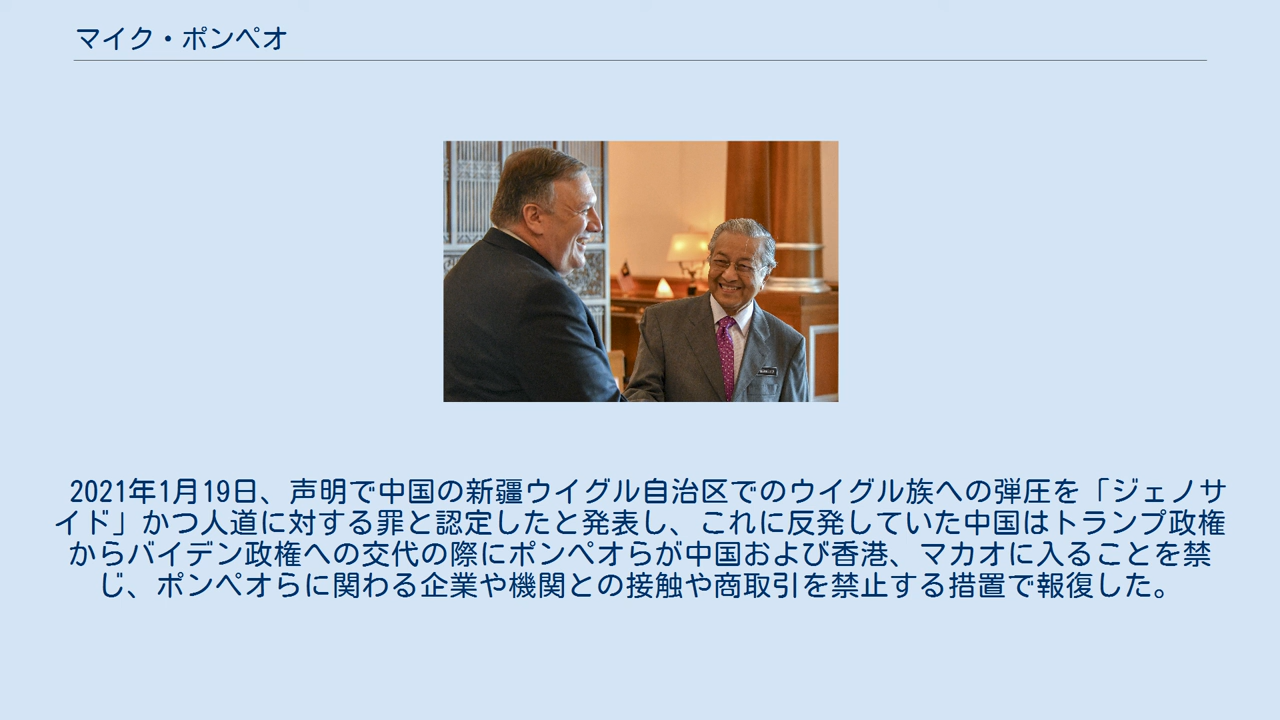 マイク・ポンペオ
2021年1月19日、声明で中国の新疆ウイグル自治区でのウイグル族への弾圧を「ジェノサ
イド」かつ人道に対する罪と認定したと発表し、これに反発していた中国はトランプ政権
からバイデン政権への交代の際にポンペオらが中国および香港、マカオに入ることを禁
じ、ポンペオらに関わる企業や機関との接触や商取引を禁止する措置で報復した。